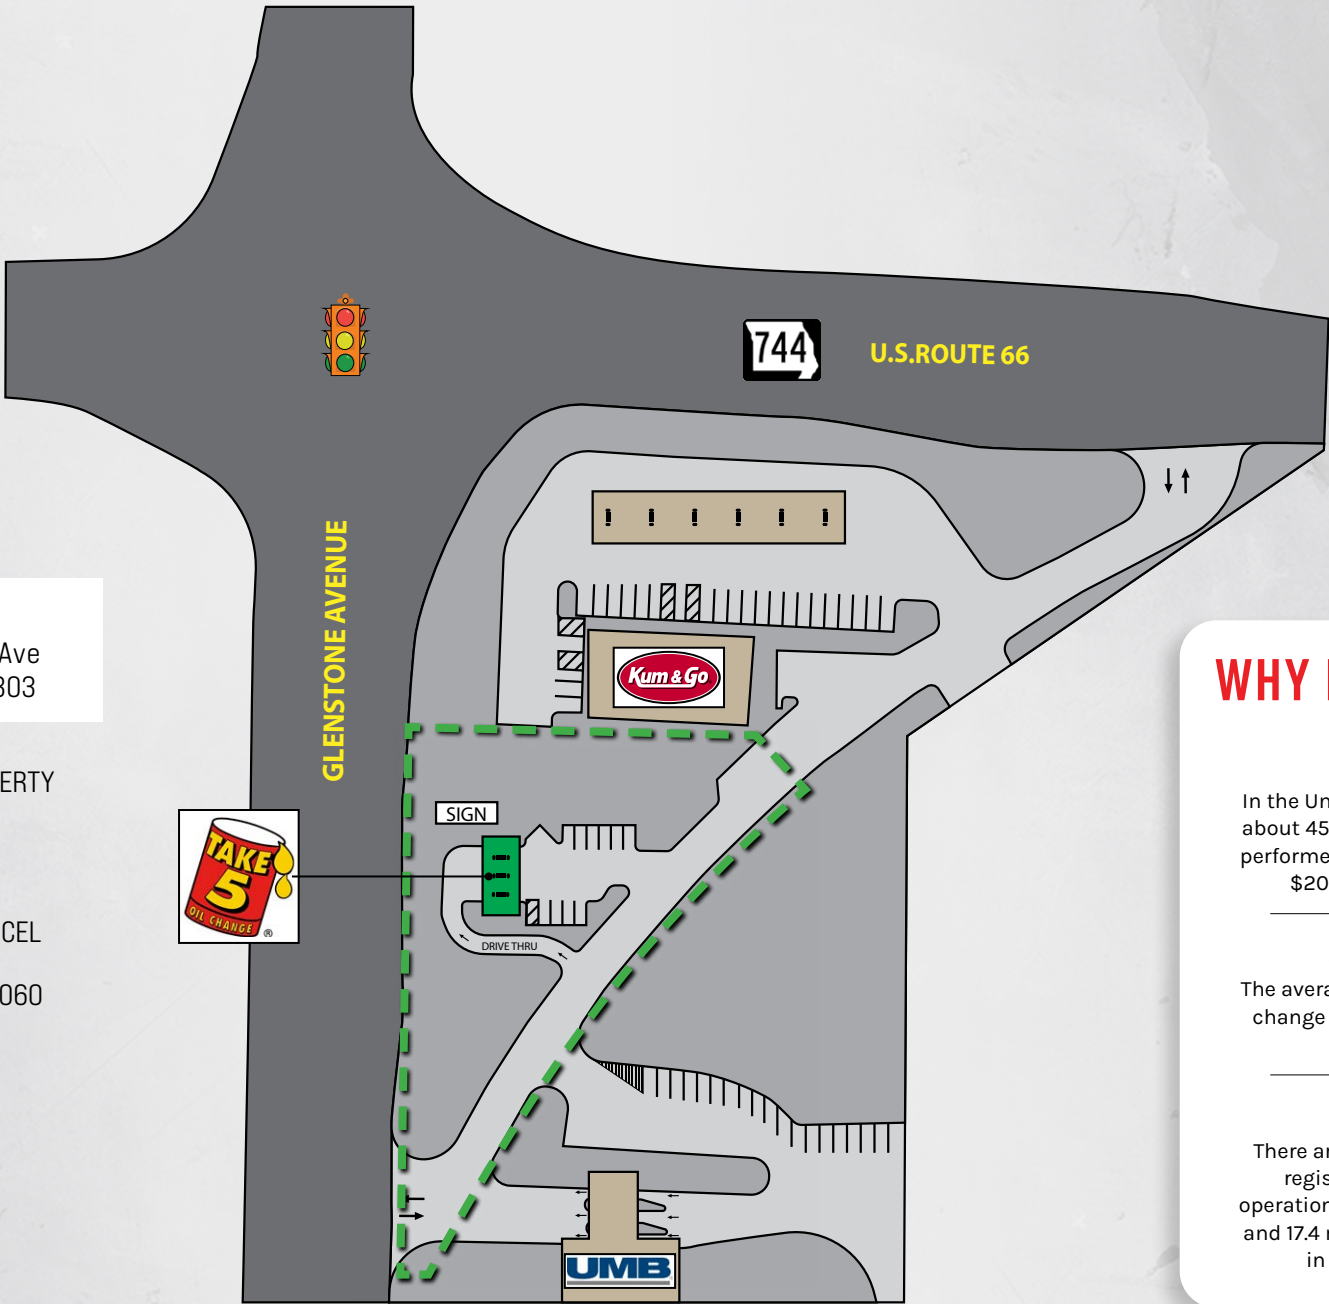 744
U.S.ROUTE 66
GLENSTONE AVENUE
Ave
303
ERTY
CEL
060
TAKE
5
OIL CHANGE ®
SIGN
DRIVE THRU
Kum & Go
UMB
WHY
In the Un
about 45
performe
$20
The avera
change
There ar
regis
operation
and 17.4
in